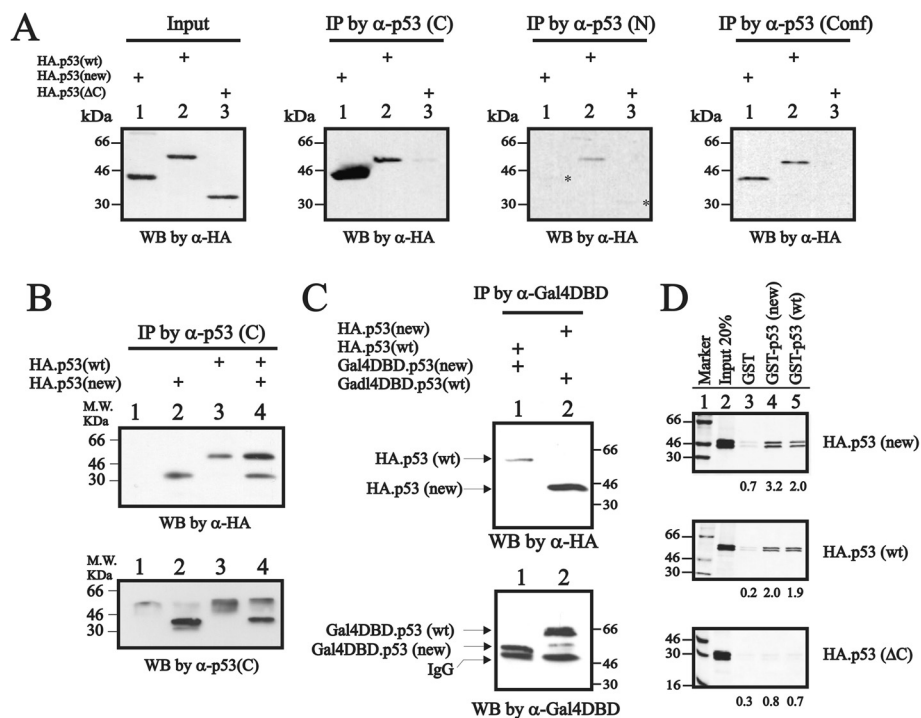 A
Input
IP by α-p53 (C)
IP by α-p53 (N)
IP by α-p53 (Conf)
HA.p53(wt) + + + +
HA.p53(new) + + + +
HA.p53(ΔC) + + + +
kDa 1 2 3 kDa 1 2 3 kDa 1 2 3 kDa 1 2 3
66 66 66 66
46 46 46 * 46
30 30 30 * 30
WB by α-HA WB by α-HA WB by α-HA WB by α-HA
B
IP by α-p53 (C)
HA.p53(wt) + +
HA.p53(new) + +
M.W.
KDa
1 2 3 4
66
46
30
WB by α-HA
M.W.
KDa
1 2 3 4
66
46
30
WB by α-p53(C)
C
IP by α-Gal4DBD
HA.p53(new) +
HA.p53(wt) +
Gal4DBD.p53(new) +
Gadl4DBD.p53(wt) +
1 2
HA.p53 (wt)
HA.p53 (new)
66
46
30
WB by α-HA
1 2
Gal4DBD.p53 (wt)
Gal4DBD.p53 (new)
IgG
66
46
30
WB by α-Gal4DBD
D
Marker
Input 20%
GST
GST-p53 (new)
GST-p53 (wt)
1 2 3 4 5
66
46
30
HA.p53 (new)
0.7 3.2 2.0
66
46
30
HA.p53 (wt)
0.2 2.0 1.9
46
36
30
16
HA.p53 (ΔC)
0.3 0.8 0.7